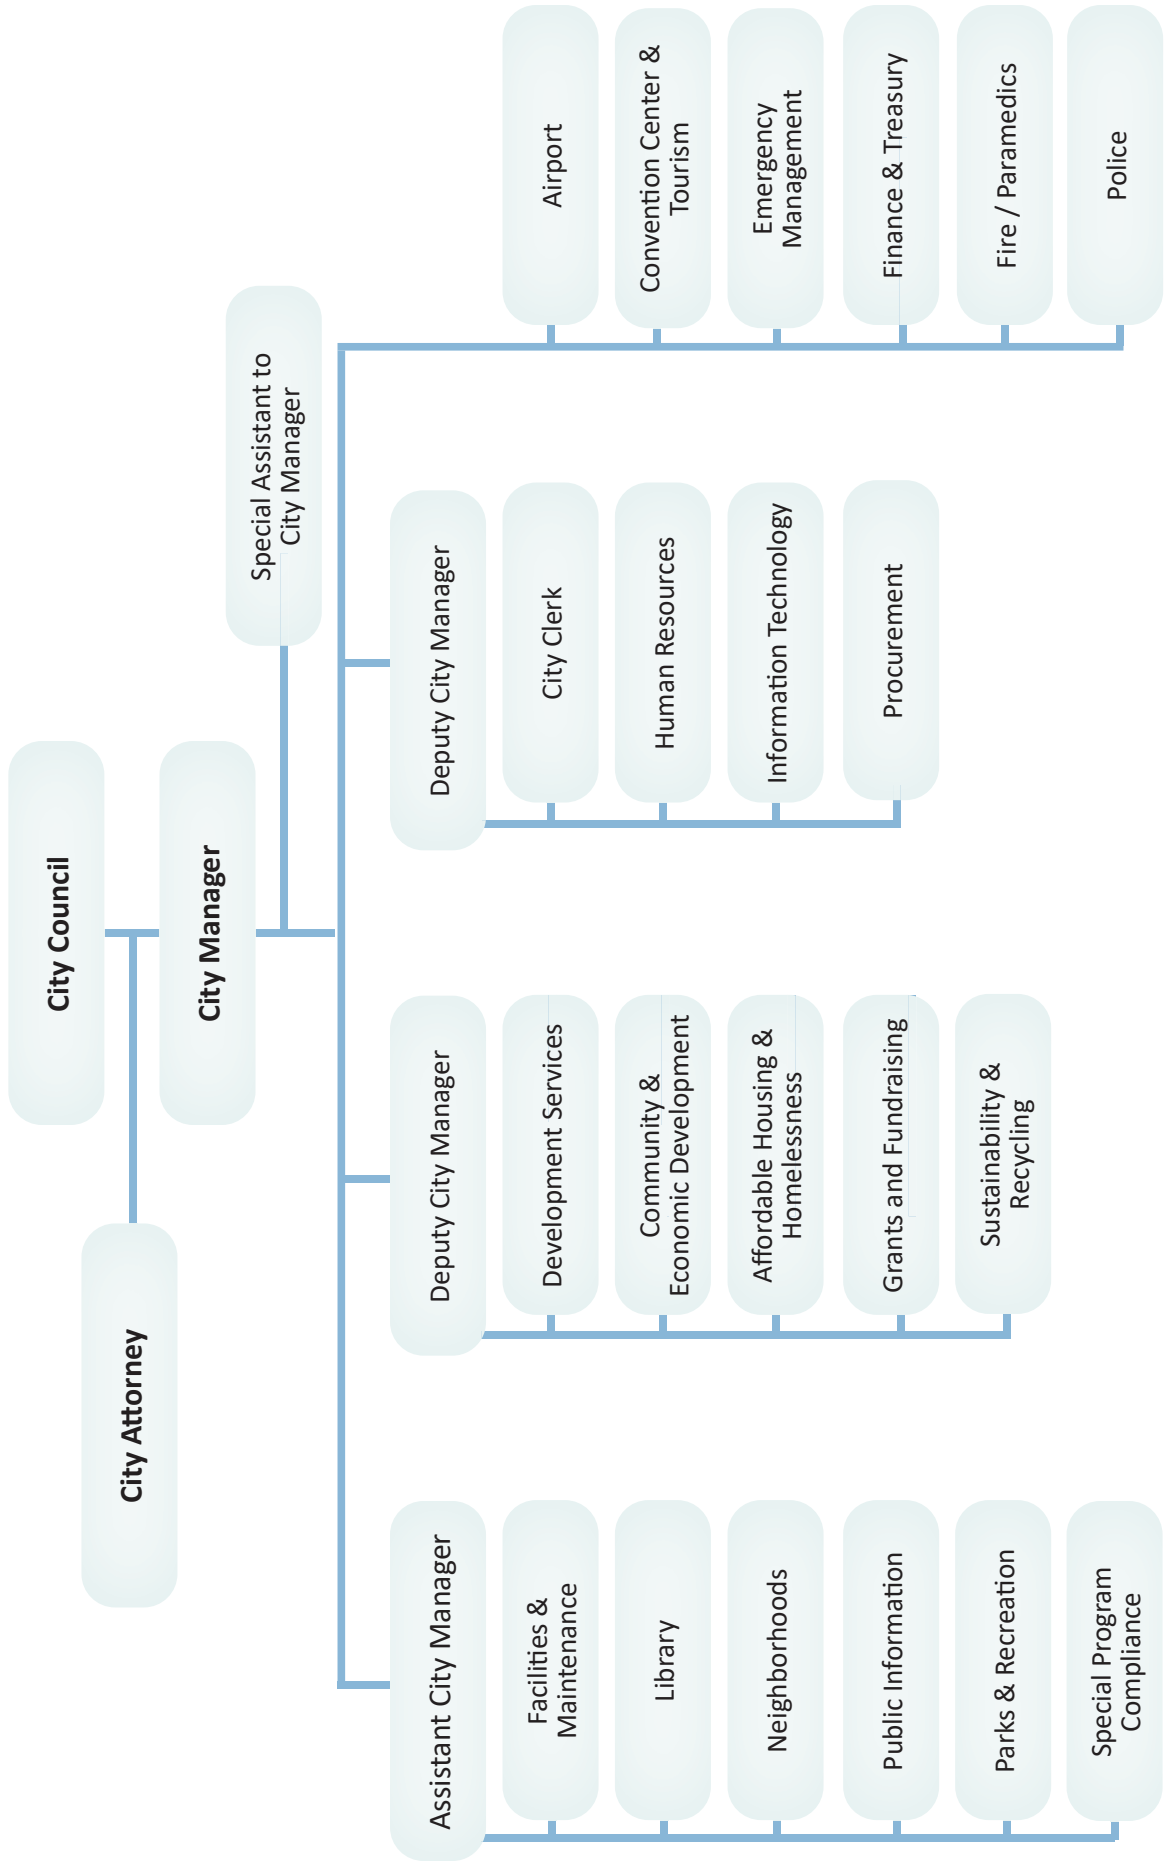 City Council
City Attorney
City Manager
Special Assistant to
City Manager
Assistant City Manager
Facilities &
Maintenance
Library
Neighborhoods
Public Information
Parks & Recreation
Special Program
Compliance
Deputy City Manager
Development Services
Community &
Economic Development
Affordable Housing &
Homelessness
Grants and Fundraising
Sustainability &
Recycling
Deputy City Manager
City Clerk
Human Resources
Information Technology
Procurement
Airport
Convention Center &
Tourism
Emergency
Management
Finance & Treasury
Fire / Paramedics
Police